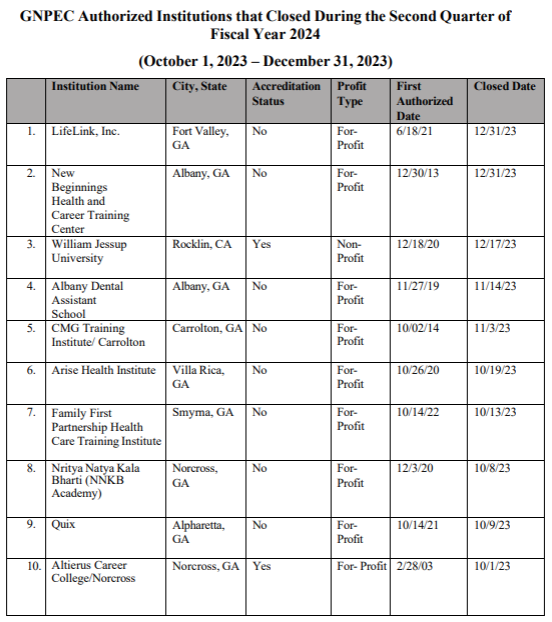 GNPEC Authorized Institutions that Closed During the Second Quarter of
Fiscal Year 2024
(October 1, 2023 – December 31, 2023)
Institution Name City, State Accreditation Status Profit Type First Authorized Date Closed Date
1. LifeLink, Inc. Fort Valley, GA No For-Profit 6/18/21 12/31/23
2. New Beginnings Health and Career Training Center Albany, GA No For-Profit 12/30/13 12/31/23
3. William Jessup University Rocklin, CA Yes Non-Profit 12/18/20 12/17/23
4. Albany Dental Assistant School Albany, GA No For-Profit 11/27/19 11/14/23
5. CMG Training Institute/ Carrolton Carrolton, GA No For-Profit 10/02/14 11/3/23
6. Arise Health Institute Villa Rica, GA No For-Profit 10/26/20 10/19/23
7. Family First Partnership Health Care Training Institute Smyrna, GA No For-Profit 10/14/22 10/13/23
8. Nritya Natya Kala Bharti (NNKB Academy) Norcross, GA No For-Profit 12/3/20 10/8/23
9. Quix Alpharetta, GA No For-Profit 10/14/21 10/9/23
10. Altierus Career College/Norcross Norcross, GA Yes For- Profit 2/28/03 10/1/23